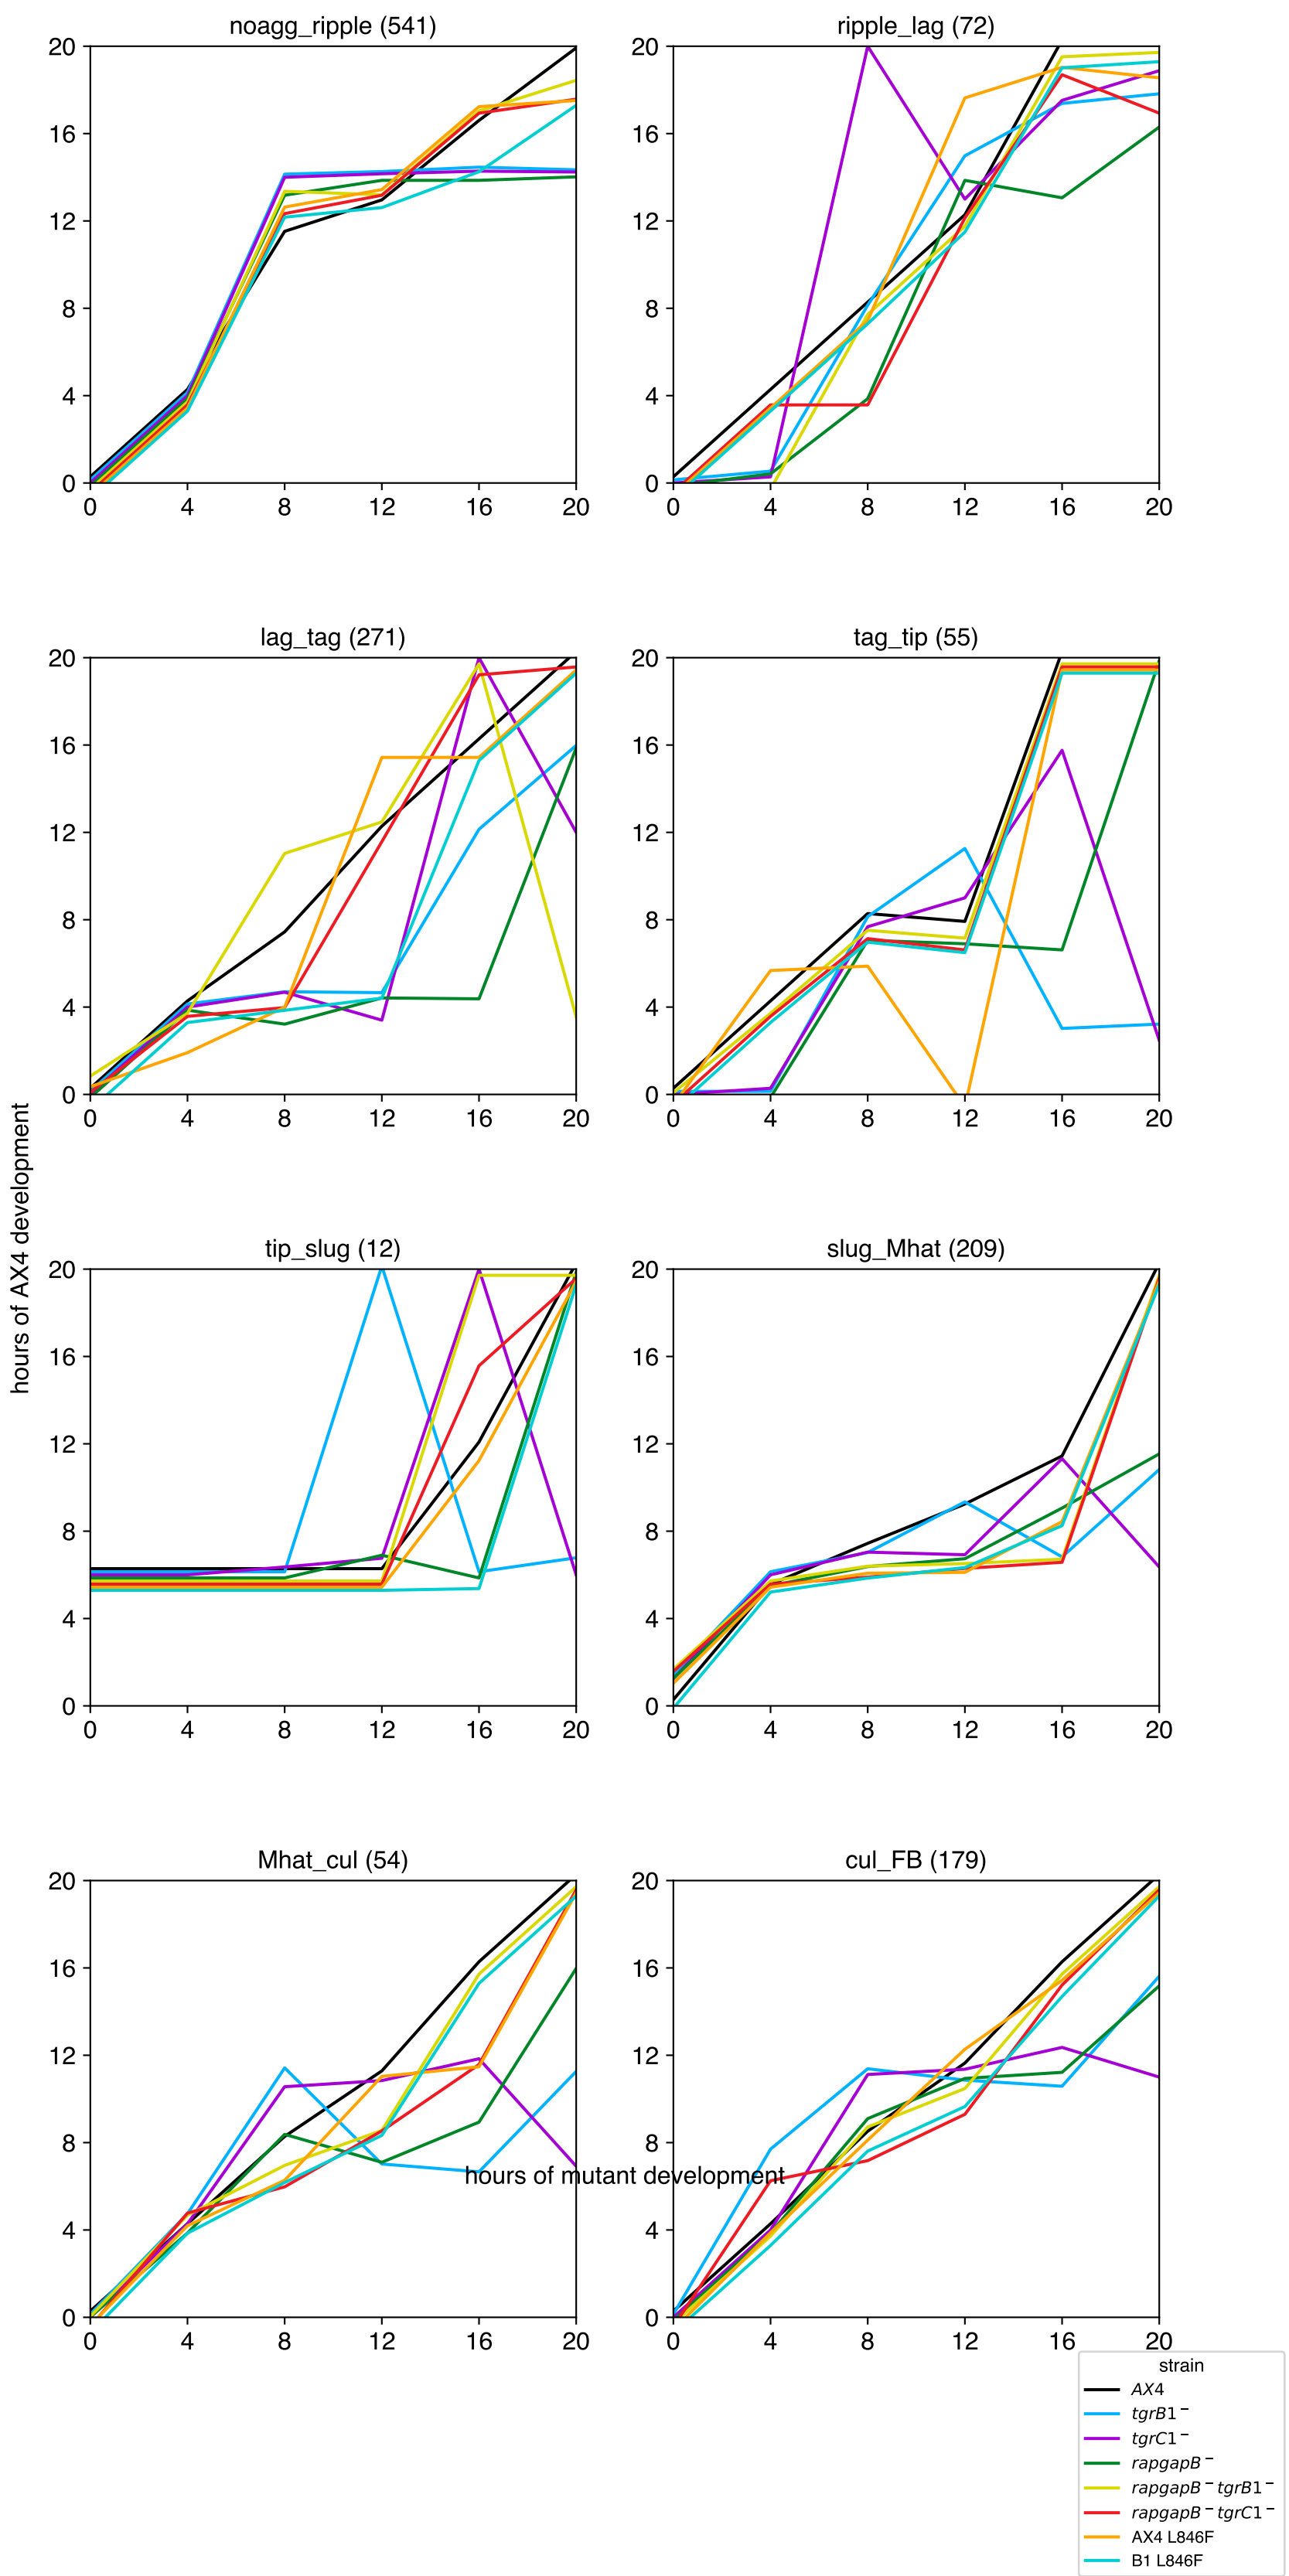 noagg_ripple (541)
20
16
12
8
4
0
0 4 8 12 16 20
ripple_lag (72)
20
16
12
8
4
0
0 4 8 12 16 20
lag_tag (271)
20
16
12
8
4
0
0 4 8 12 16 20
tag_tip (55)
20
16
12
8
4
0
0 4 8 12 16 20
hours of AX4 development
tip_slug (12)
20
16
12
8
4
0
0 4 8 12 16 20
slug_Mhat (209)
20
16
12
8
4
0
0 4 8 12 16 20
Mhat_cul (54)
20
16
12
8
4
0
0 4 8 12 16 20
cul_FB (179)
20
16
12
8
4
0
0 4 8 12 16 20
hours of mutant development
strain
AX4
tgrB1⁻
tgrC1⁻
rapgapB⁻
rapgapB⁻tgrB1⁻
rapgapB⁻tgrC1⁻
AX4 L846F
B1 L846F